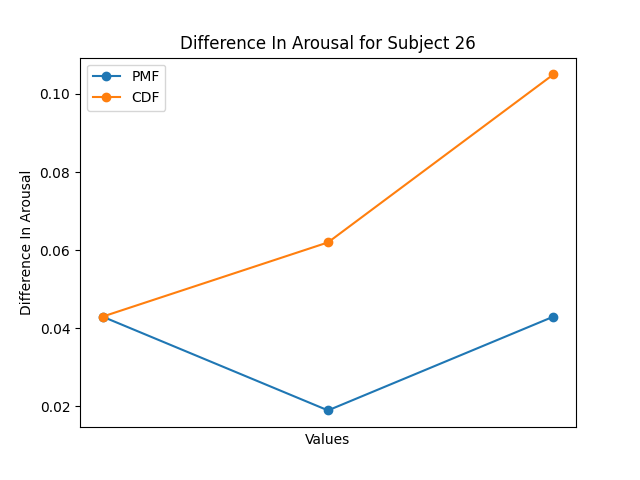 Difference In Arousal for Subject 26
PMF
CDF
0.10
0.08
0.06
0.04
0.02
Difference In Arousal
Values